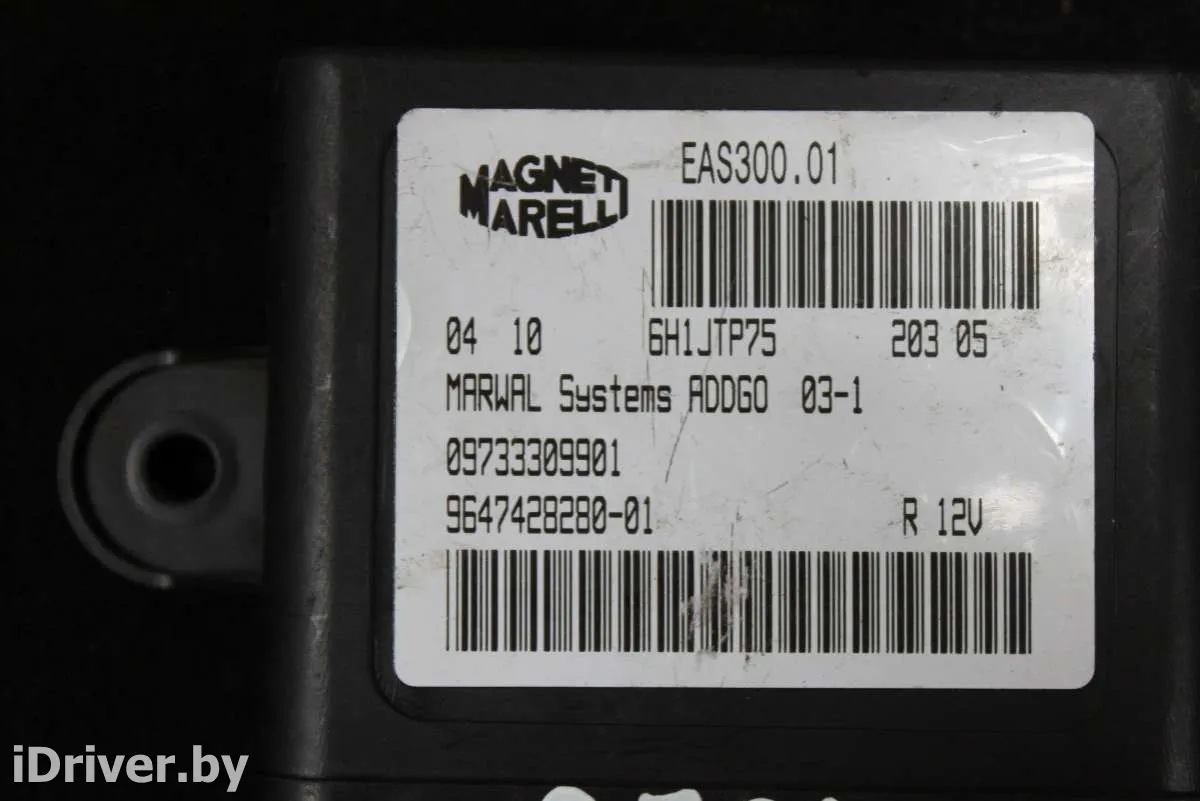 MAGNETI
MARELLI
EAS300.01
04 10 6H1JTP75 203 05
MARWAL Systems ADDGO 03-1
09733309901
9647428280-01 R 12V
iDriver.by